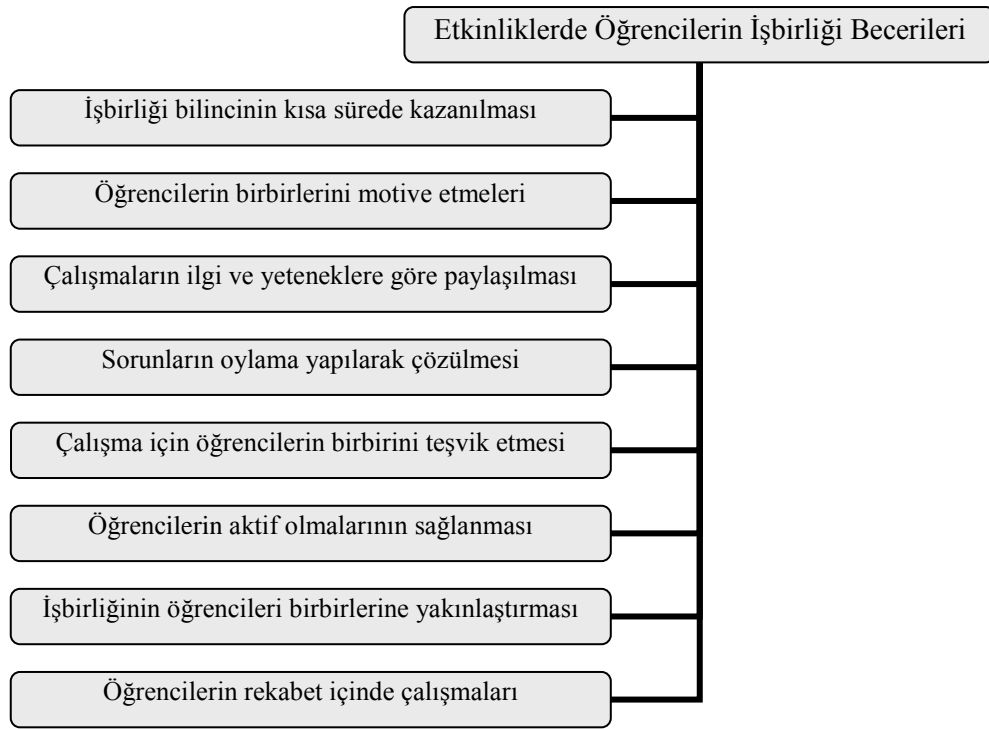 Etkinliklerde Öğrencilerin İşbirliği Becerileri
İşbirliği bilincinin kısa sürede kazanılması
Öğrencilerin birbirlerini motive etmeleri
Çalışmaların ilgi ve yeteneklere göre paylaşılması
Sorunların oylama yapılarak çözülmesi
Çalışma için öğrencilerin birbirini teşvik etmesi
Öğrencilerin aktif olmalarının sağlanması
İşbirliğinin öğrencileri birbirlerine yakınlaştırması
Öğrencilerin rekabet içinde çalışmaları